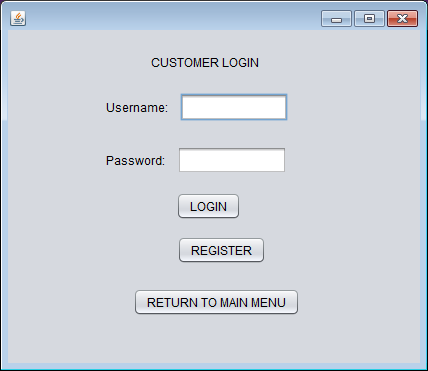 CUSTOMER LOGIN
Username:
Password:
LOGIN
REGISTER
RETURN TO MAIN MENU